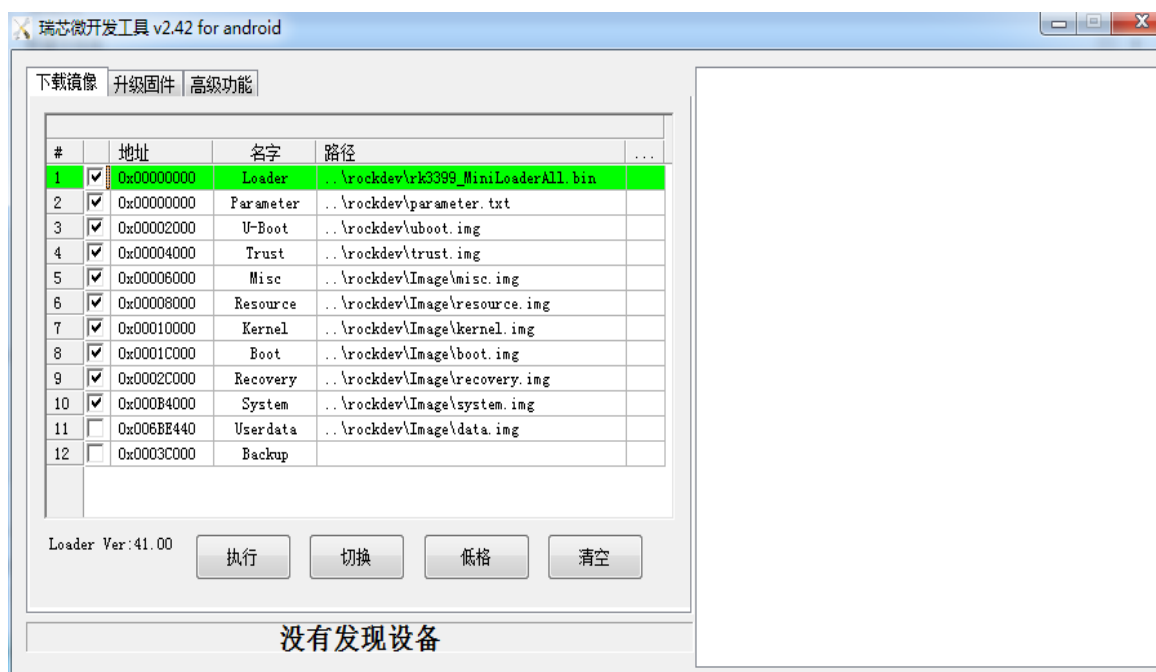 瑞芯微开发工具 v2.42 for android
下载镜像 升级固件 高级功能
# 地址 名字 路径 ...
1 0x00000000 Loader ..\rockdev\rk3399_MiniLoaderAll.bin
2 0x00000000 Parameter ..\rockdev\parameter.txt
3 0x00002000 U-Boot ..\rockdev\uboot.img
4 0x00004000 Trust ..\rockdev\trust.img
5 0x00006000 Misc ..\rockdev\Image\misc.img
6 0x00008000 Resource ..\rockdev\Image\resource.img
7 0x00010000 Kernel ..\rockdev\Image\kernel.img
8 0x0001C000 Boot ..\rockdev\Image\boot.img
9 0x0002C000 Recovery ..\rockdev\Image\recovery.img
10 0x000B4000 System ..\rockdev\Image\system.img
11 0x006BE440 Userdata ..\rockdev\Image\data.img
12 0x0003C000 Backup
Loader Ver:41.00 执行 切换 低格 清空
没有发现设备